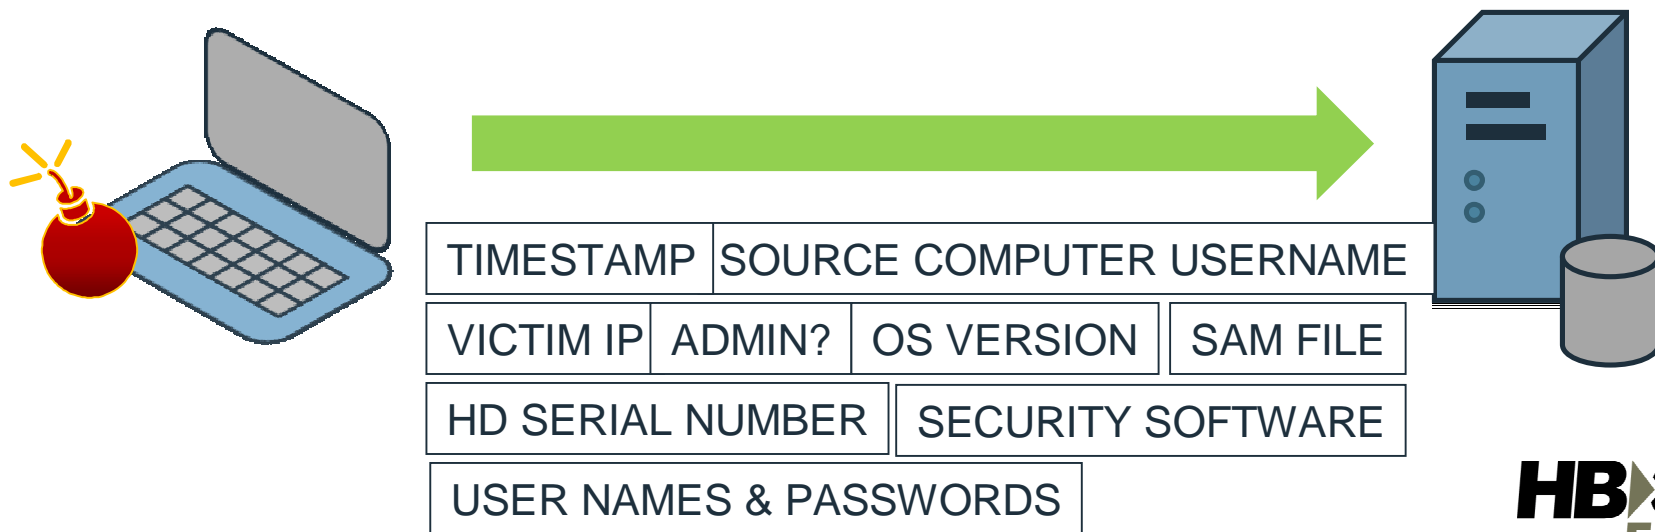 TIMESTAMP SOURCE COMPUTER USERNAME
VICTIM IP ADMIN? OS VERSION SAM FILE
HD SERIAL NUMBER SECURITY SOFTWARE
USER NAMES & PASSWORDS
HB